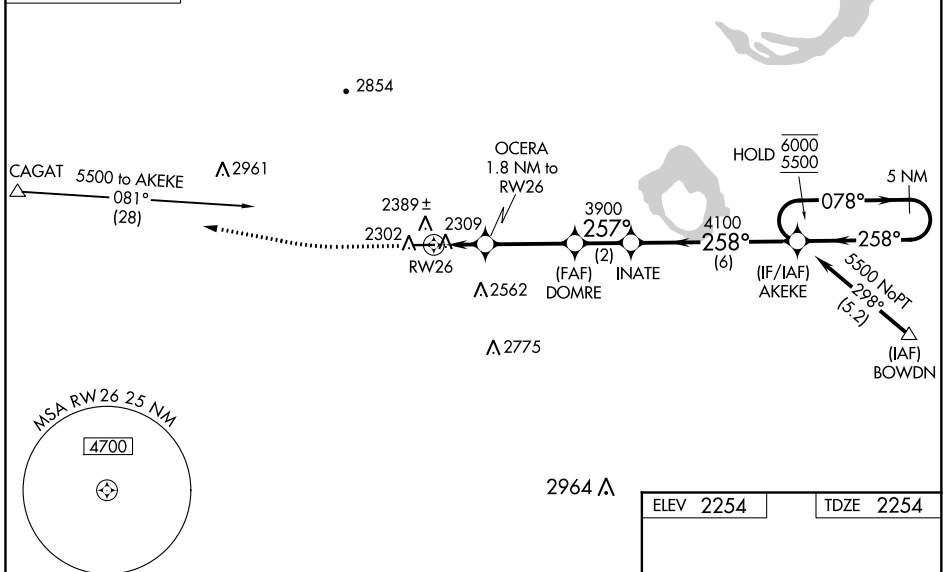 2854
OCERA
1.8 NM to
RW26
HOLD 6000
5500
5 NM
CAGAT
5500 to AKEKE
081°
(28)
2961
078°
2389 ±
3900
257°
(2)
4100
258°
(6)
258°
2302
2309
RW26
(FAF)
DOMRE
INATE
(IF/IAF)
AKEKE
5500 NoPT
298°
(5.2)
2562
(IAF)
BOWDN
2775
MSA RW 26 25 NM
4700
2964
ELEV 2254
TDZE 2254